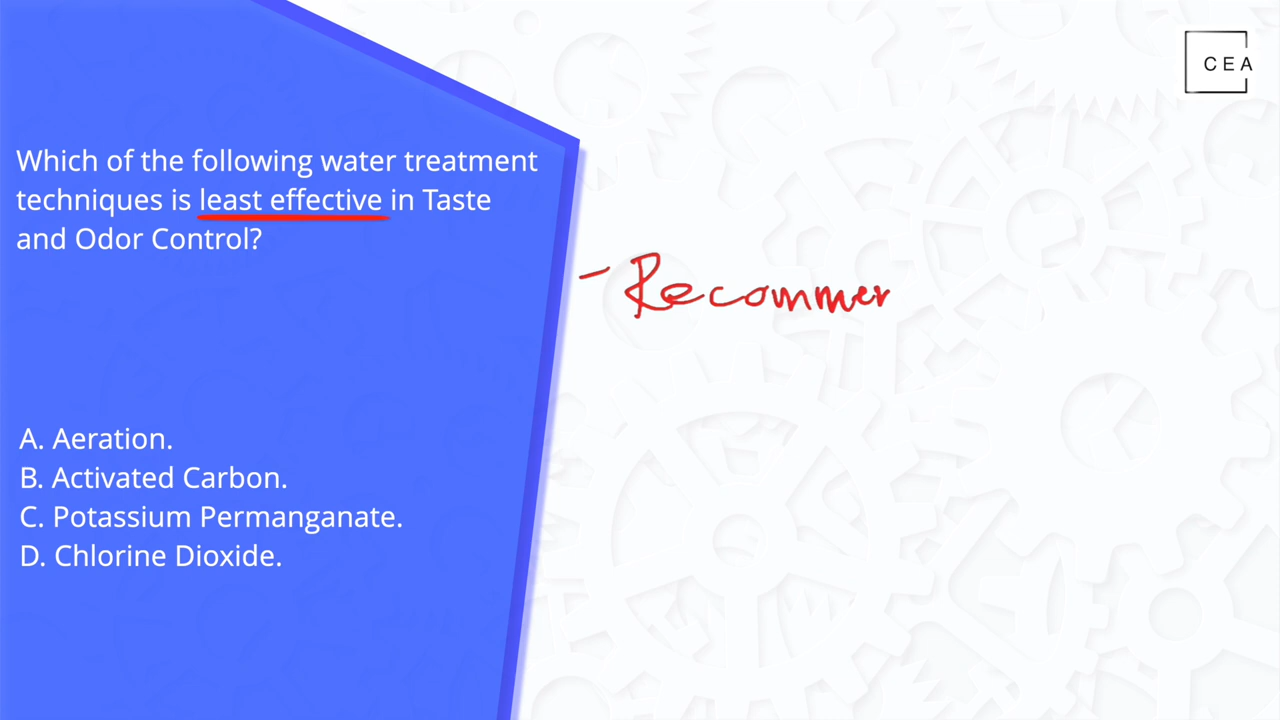 CEA
Which of the following water treatment
techniques is least effective in Taste
and Odor Control?
- Recommer
A. Aeration.
B. Activated Carbon.
C. Potassium Permanganate.
D. Chlorine Dioxide.